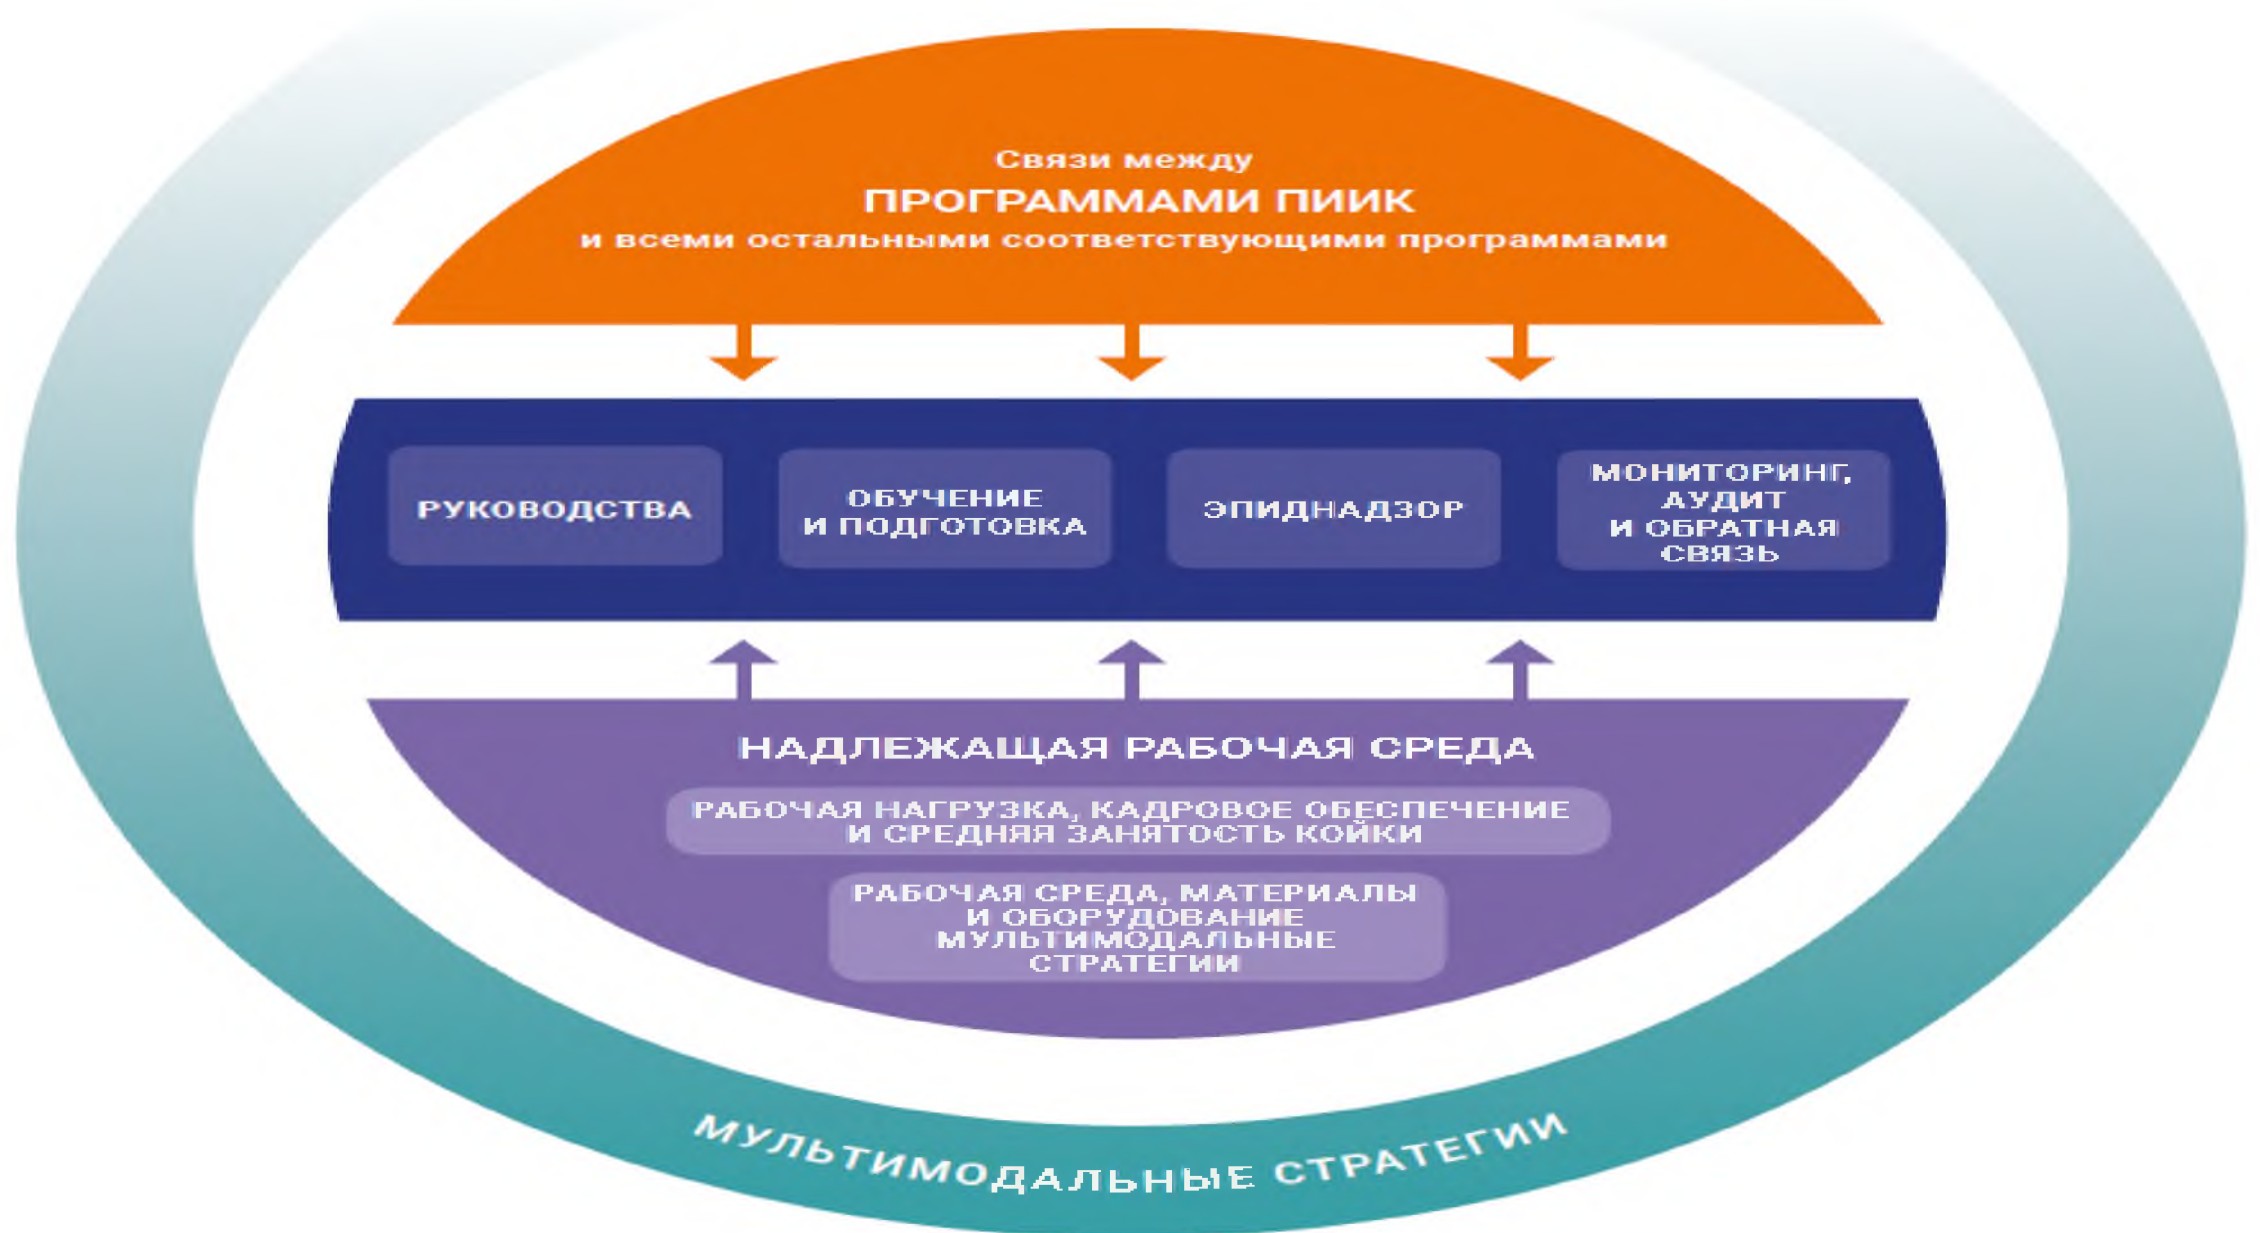 Связи между
ПРОГРАММАМИ ПИИК
и всеми остальными соответствующими программами
РУКОВОДСТВА
ОБУЧЕНИЕ
И ПОДГОТОВКА
ЭПИДНАДЗОР
МОНИТОРИНГ,
АУДИТ
И ОБРАТНАЯ
СВЯЗЬ
НАДЛЕЖАЩАЯ РАБОЧАЯ СРЕДА
РАБОЧАЯ НАГРУЗКА, КАДРОВОЕ ОБЕСПЕЧЕНИЕ
И СРЕДНЯЯ ЗАНЯТОСТЬ КОЙКИ
РАБОЧАЯ СРЕДА, МАТЕРИАЛЫ
И ОБОРУДОВАНИЕ
МУЛЬТИМОДАЛЬНЫЕ
СТРАТЕГИИ
МУЛЬТИМОДАЛЬНЫЕ СТРАТЕГИИ